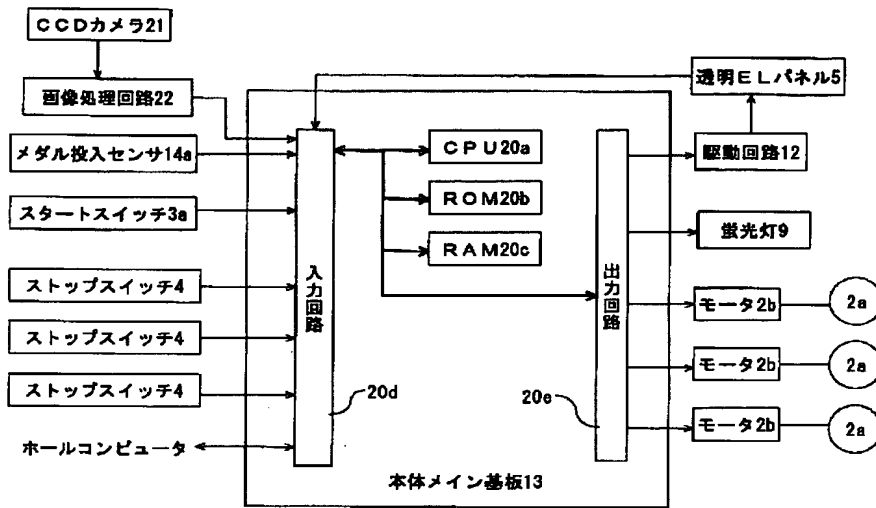 CCDカメラ21
画像処理回路22
メダル投入センサ14a
スタートスイッチ3a
ストップスイッチ4
ストップスイッチ4
ストップスイッチ4
ホールコンピュータ
入力回路
20d
CPU20a
ROM20b
RAM20c
出力回路
20e
本体メイン基板13
透明ELパネル5
駆動回路12
蛍光灯9
モータ2b
2a
モータ2b
2a
モータ2b
2a